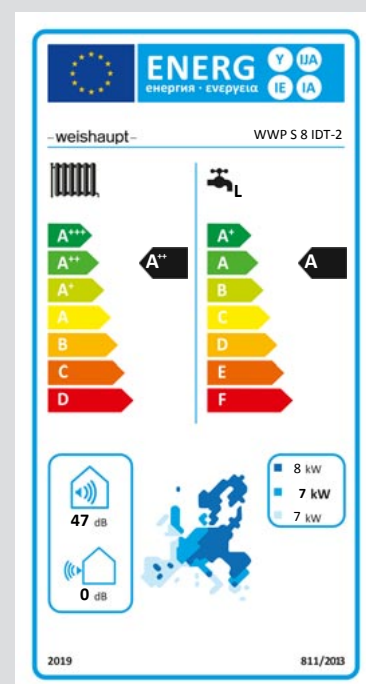 ENERG Y IJA
енергия · ενεργεια IE IA
-weishaupt- WWP S 8 IDT-2
L
A+++ A+
A++ A++ A A
A+ B
A C
B D
C E
D F
47 dB
0 dB
8 kW
7 kW
7 kW
2019 811/2013